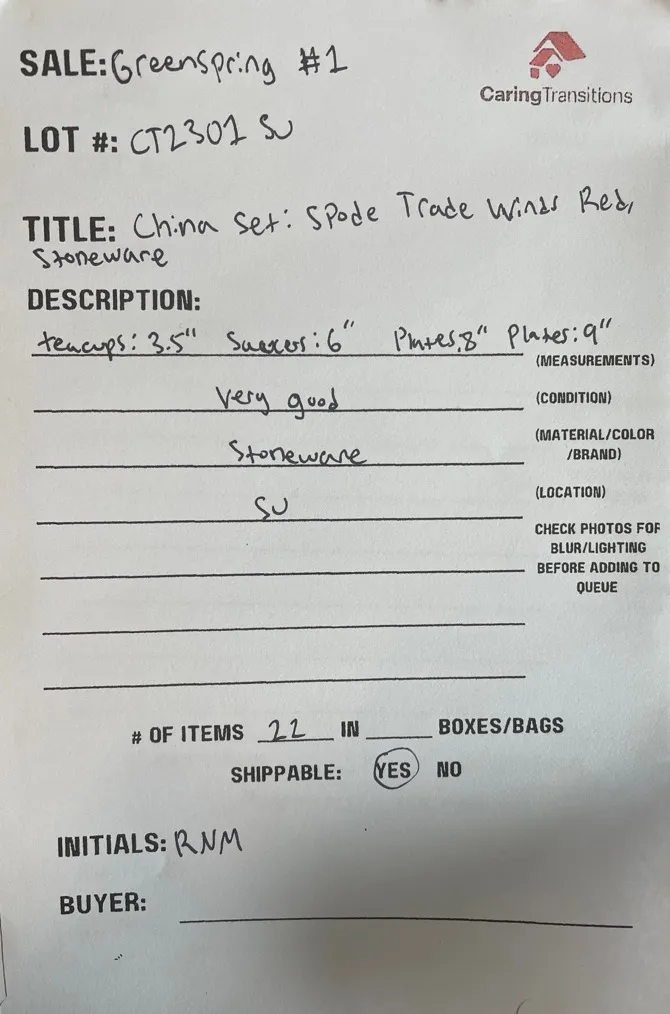 SALE: Greenspring #1
CaringTransitions
LOT #: CT2301 SU
TITLE: China Set: Spode Trade Winds Red,
Stoneware
DESCRIPTION:
teacups: 3.5" Saucers: 6" Plates: 8" Plates: 9"
(MEASUREMENTS)
Very good (CONDITION)
Stoneware (MATERIAL/COLOR
/BRAND)
SU (LOCATION)
CHECK PHOTOS FOR
BLUR/LIGHTING
BEFORE ADDING TO
QUEUE
# OF ITEMS 22 IN BOXES/BAGS
SHIPPABLE: YES NO
INITIALS: RNM
BUYER: